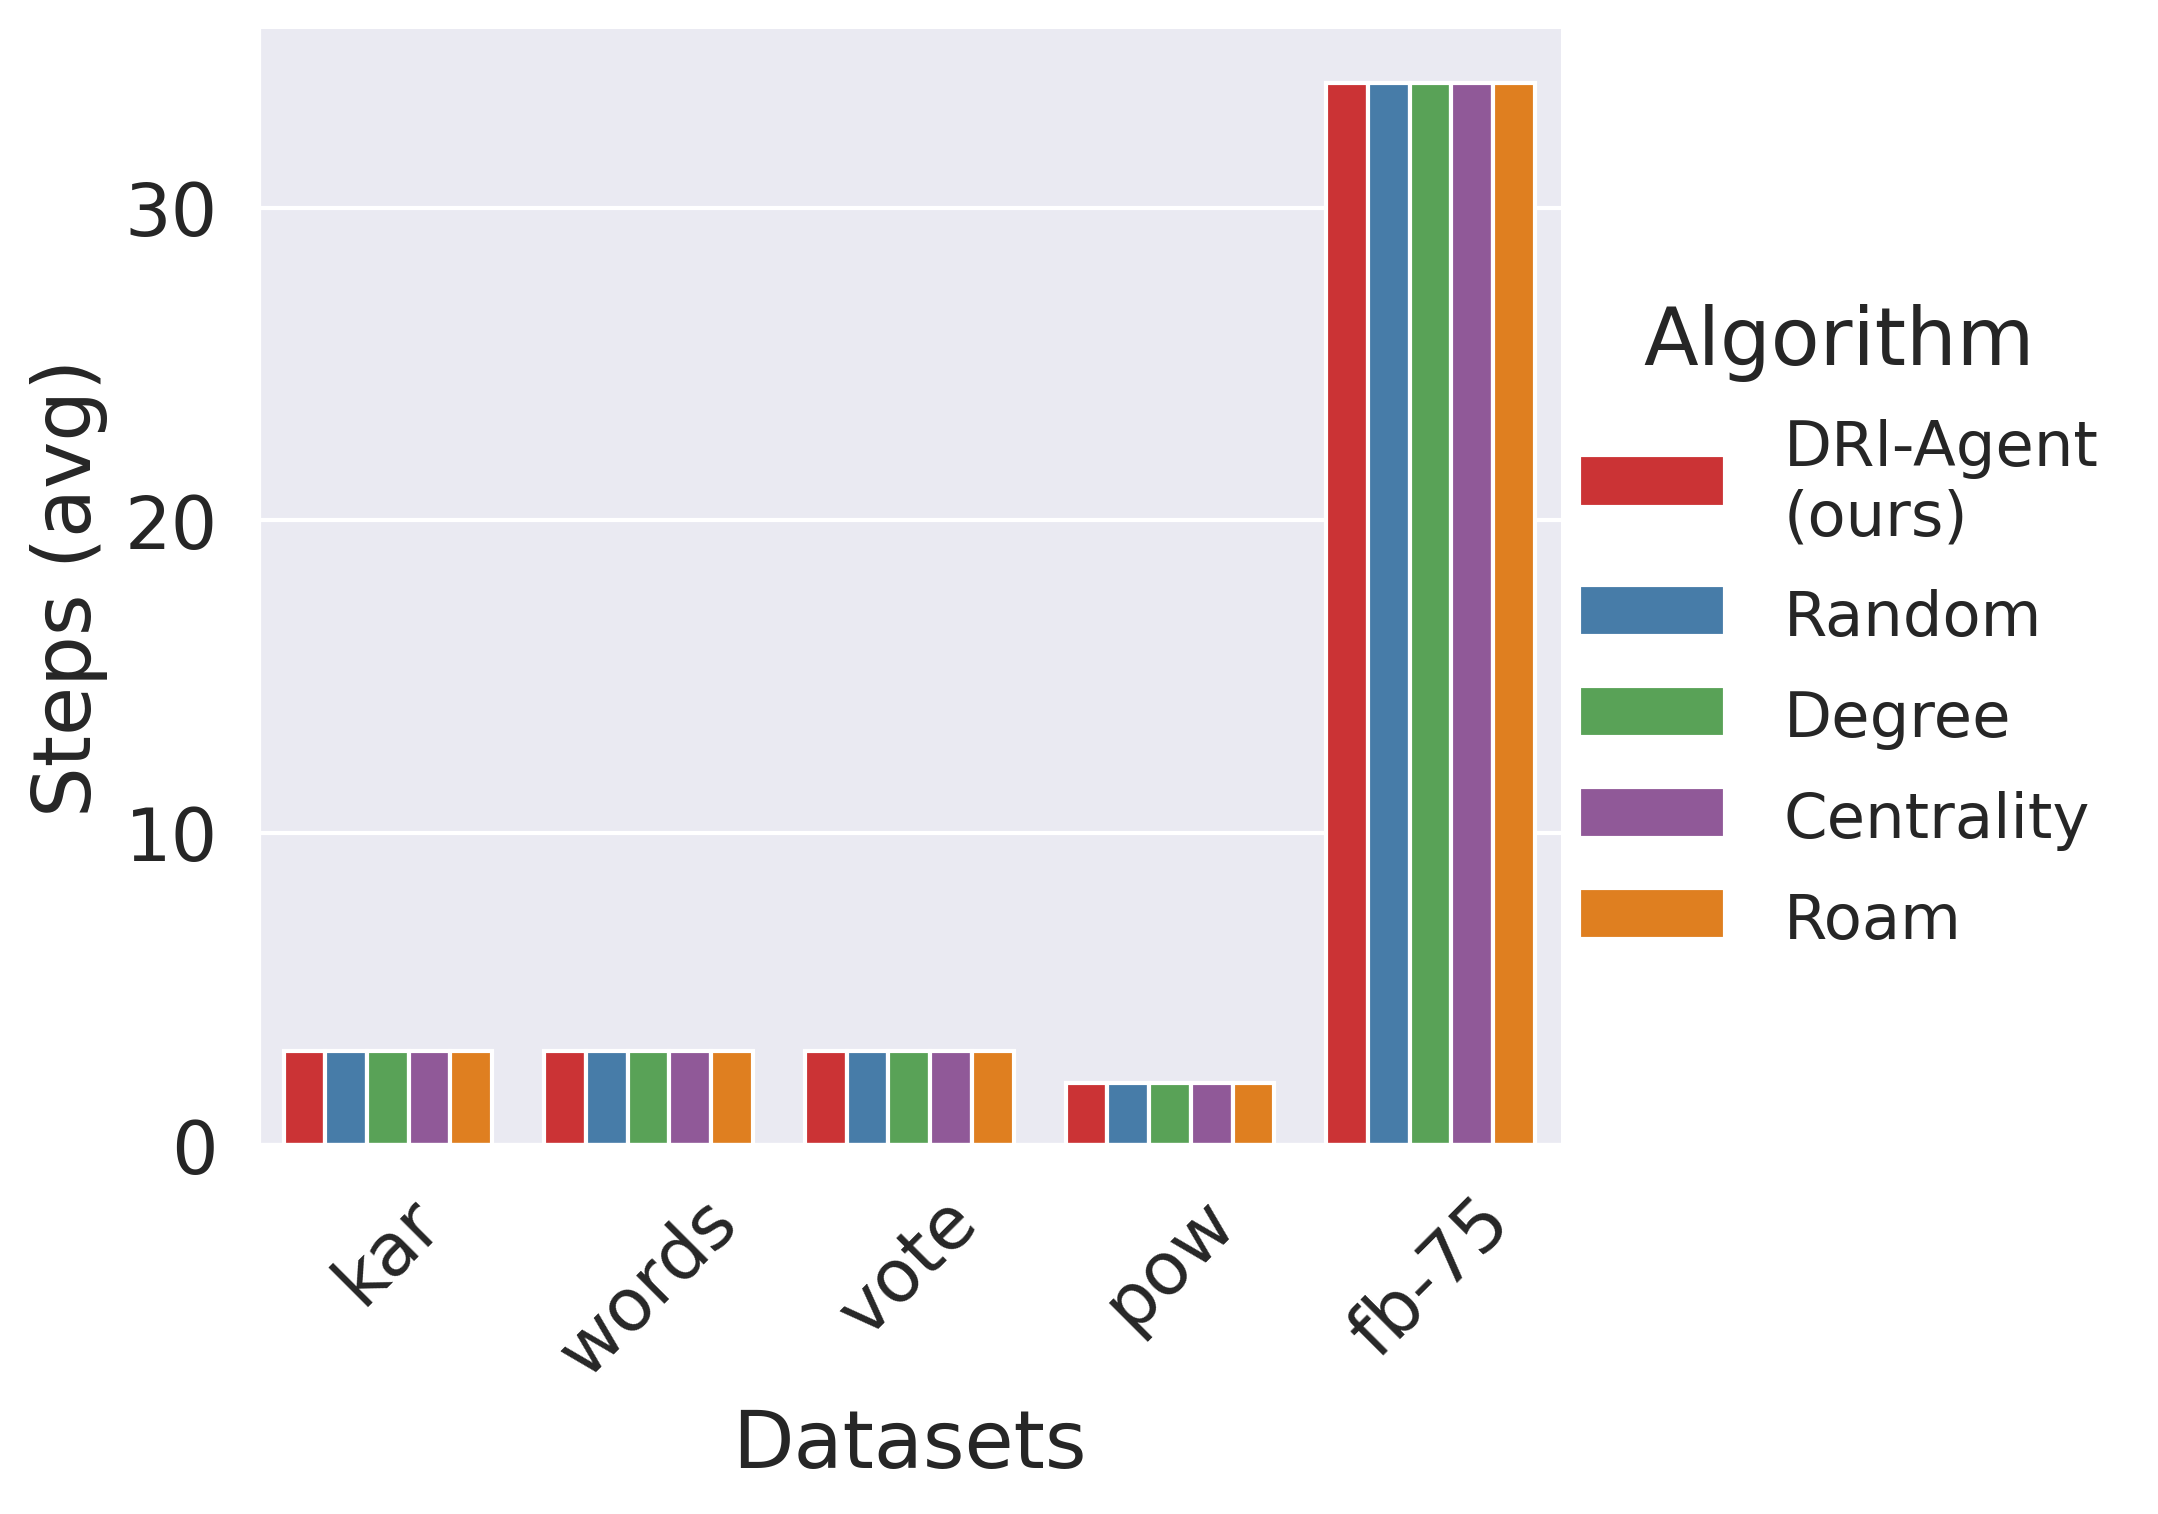 Steps (avg)
30
20
10
0
kar
words
vote
pow
fb-75
Datasets
Algorithm
DRl-Agent
(ours)
Random
Degree
Centrality
Roam